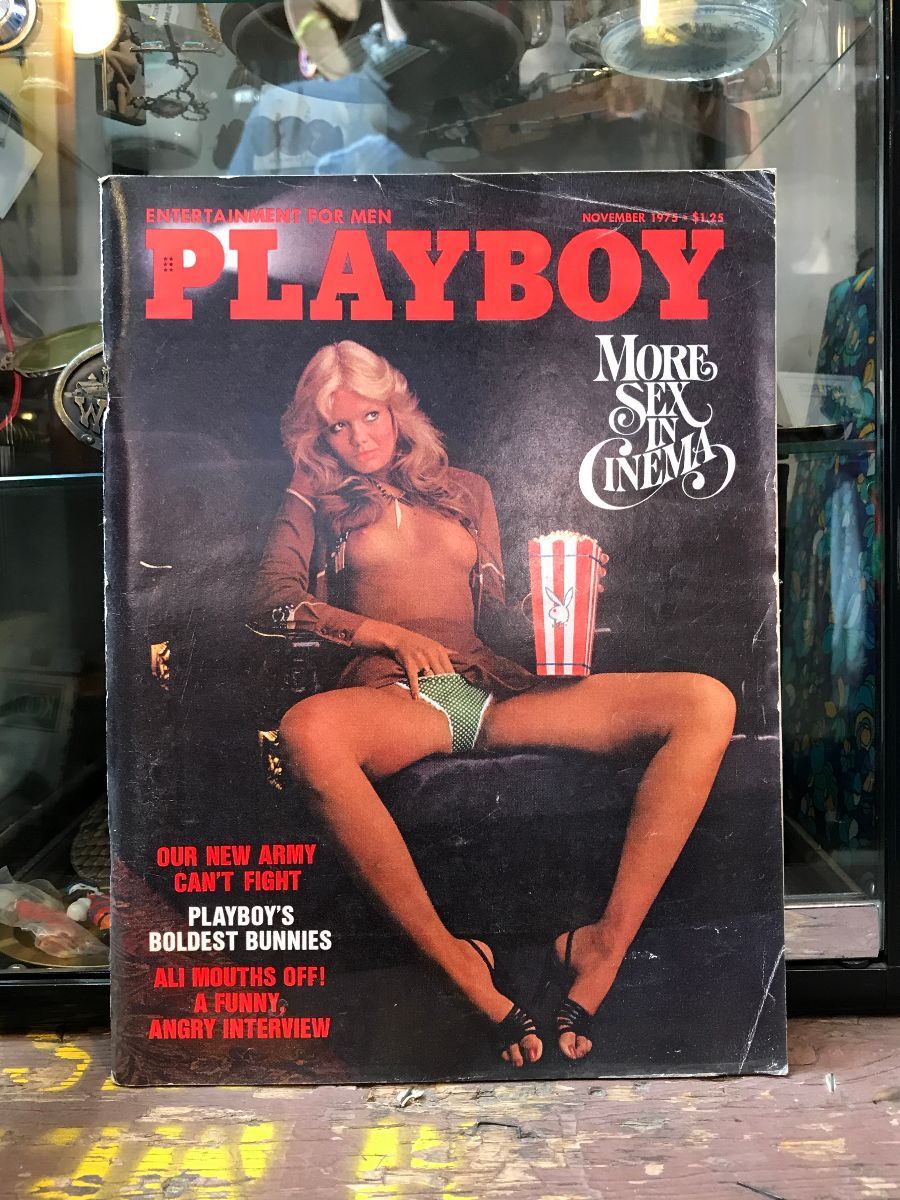 ENTERTAINMENT FOR MEN
NOVEMBER 1975 • $1.25
PLAYBOY
MORE
SEX
IN
CINEMA
OUR NEW ARMY
CAN'T FIGHT
PLAYBOY'S
BOLDEST BUNNIES
ALI MOUTHS OFF!
A FUNNY,
ANGRY INTERVIEW
W